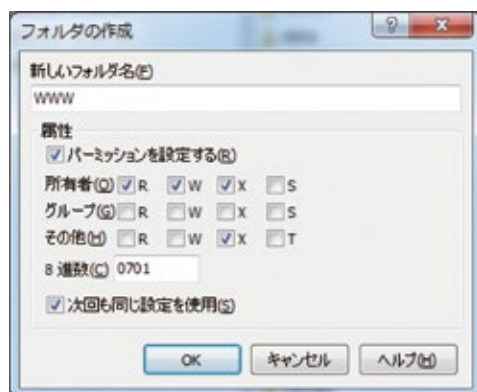 フォルダの作成
新しいフォルダ名(F)
WWW
属性
パーミッションを設定する(R)
所有者(O) R W X S
グループ(G) R W X S
その他(H) R W X T
8進数(C) 0701
次回も同じ設定を使用(S)
OK キャンセル ヘルプ(H)